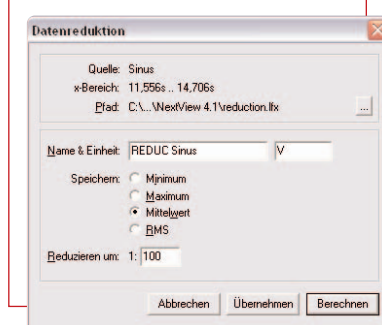 Datenreduktion
Quelle: Sinus
x-Bereich: 11,556s .. 14,706s
Pfad: C:\...\NextView 4.1\reduction.lfx ...
Name & Einheit: REDUC Sinus V
Speichern: Minimum
Maximum
Mittelwert
RMS
Reduzieren um: 1: 100
Abbrechen Übernehmen Berechnen